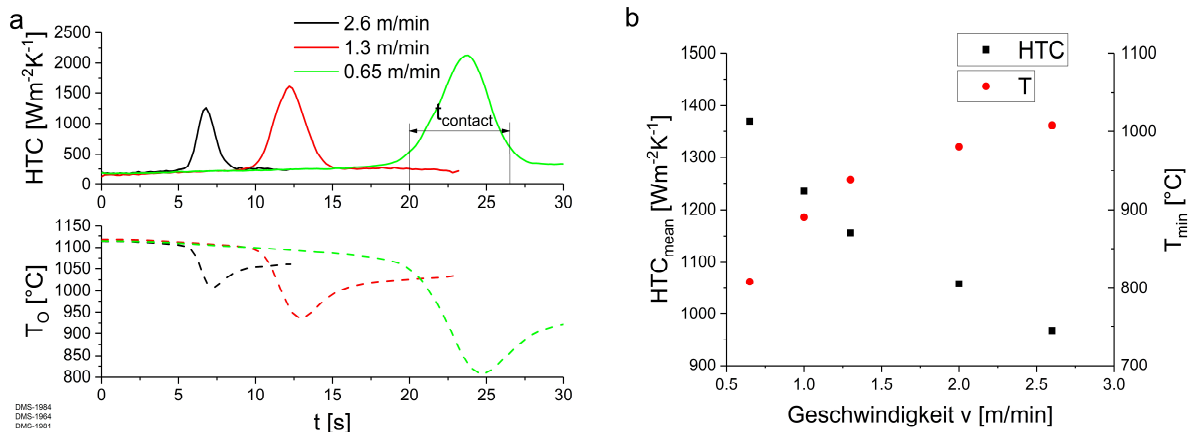 a
2.6 m/min
1.3 m/min
0.65 m/min
HTC [Wm⁻²K⁻¹]
2500
2000
1500
1000
500
0
t_contact
0 5 10 15 20 25 30
T_O [°C]
1100
1050
1000
950
900
850
800
0 5 10 15 20 25 30
t [s]
DMS-1984
DMS-1964
b
HTC
T
HTC_mean [Wm⁻²K⁻¹]
1500
1400
1300
1200
1100
1000
900
1100
1000
900
800
700
T_min [°C]
0.5 1.0 1.5 2.0 2.5 3.0
Geschwindigkeit v [m/min]